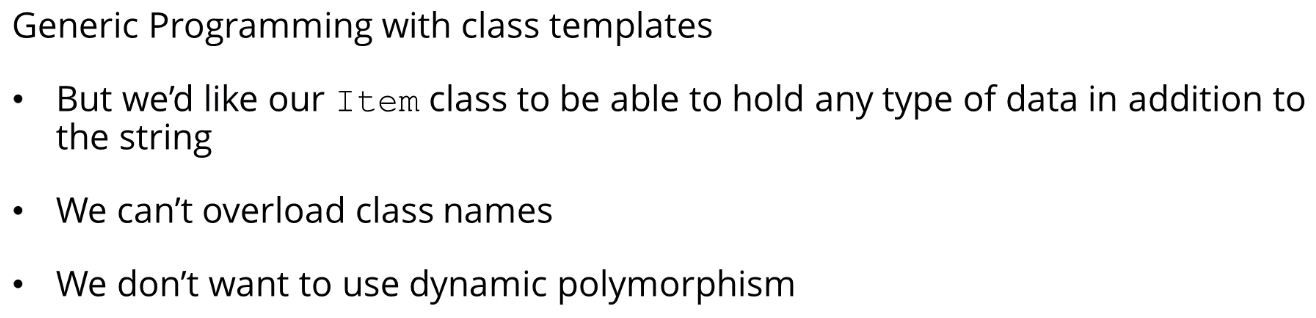 Generic Programming with class templates
• But we'd like our Item class to be able to hold any type of data in addition to
the string
• We can't overload class names
• We don't want to use dynamic polymorphism